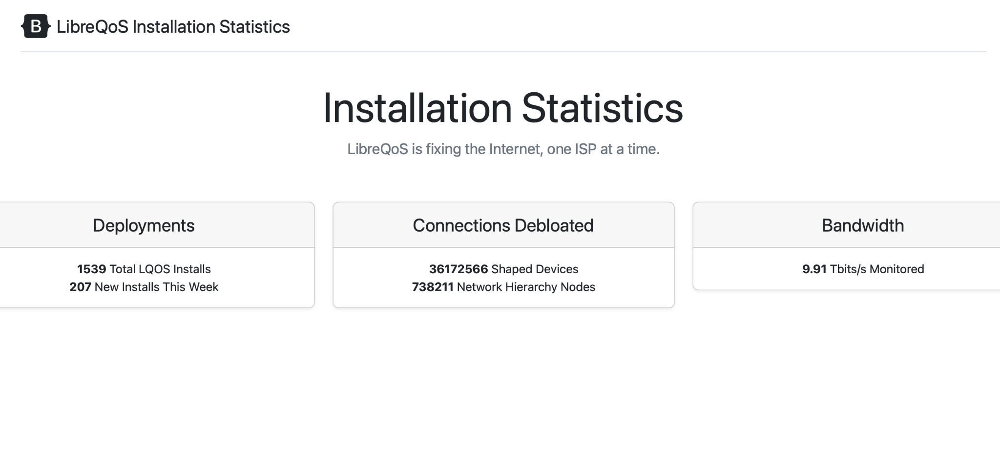 B LibreQoS Installation Statistics
Installation Statistics
LibreQoS is fixing the Internet, one ISP at a time.
Deployments
1539 Total LQOS Installs
207 New Installs This Week
Connections Debloated
36172566 Shaped Devices
738211 Network Hierarchy Nodes
Bandwidth
9.91 Tbits/s Monitored